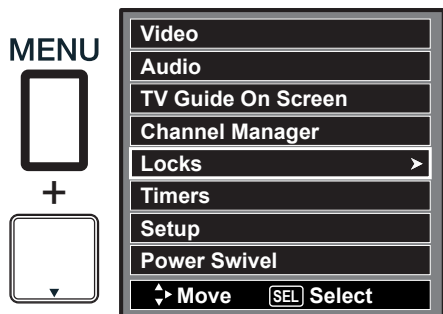 MENU
+
Video
Audio
TV Guide On Screen
Channel Manager
Locks
Timers
Setup
Power Swivel
Move SEL Select